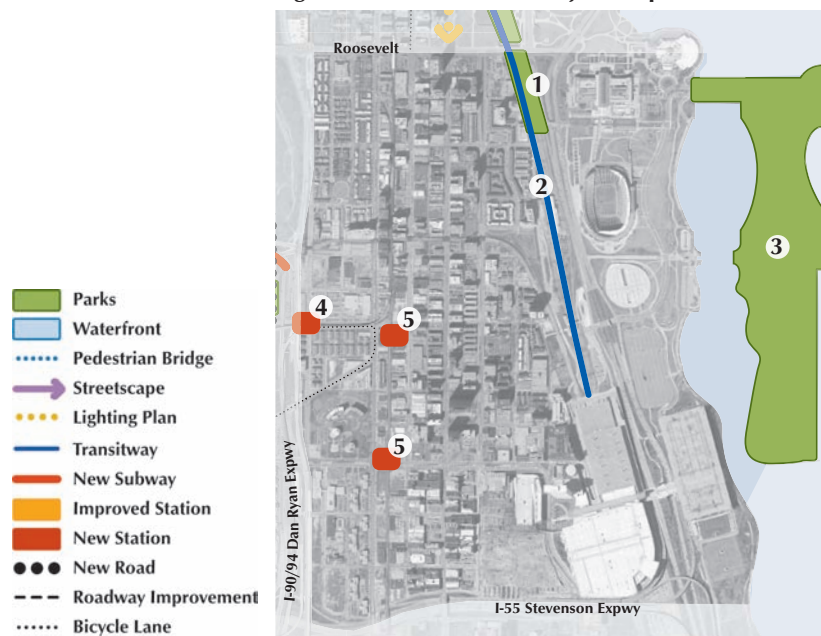 Roosevelt
1
2
3
4
5
5
Parks
Waterfront
Pedestrian Bridge
Streetscape
Lighting Plan
Transitway
New Subway
Improved Station
New Station
New Road
Roadway Improvement
Bicycle Lane
I-90/94 Dan Ryan Expwy
I-55 Stevenson Expwy